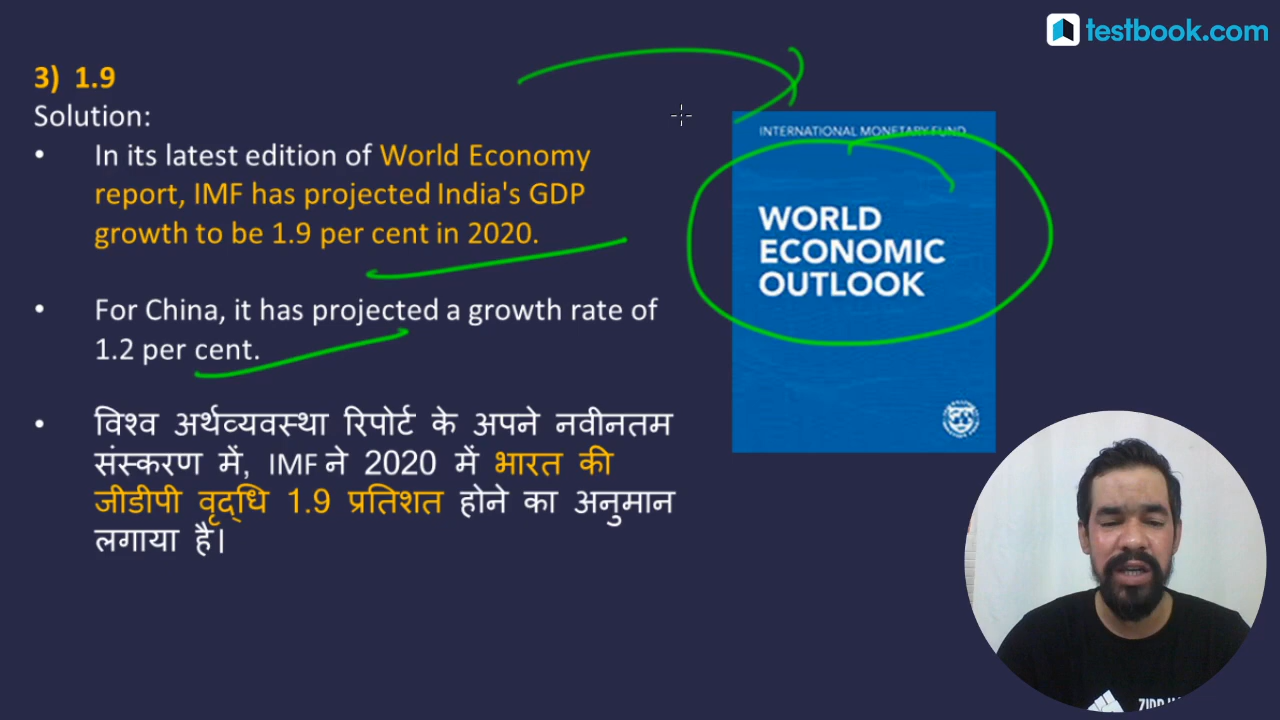 testbook.com
3) 1.9
Solution:
• In its latest edition of World Economy
report, IMF has projected India's GDP
growth to be 1.9 per cent in 2020.
• For China, it has projected a growth rate of
1.2 per cent.
• विश्व अर्थव्यवस्था रिपोर्ट के अपने नवीनतम
संस्करण में, IMF ने 2020 में भारत की
जीडीपी वृद्धि 1.9 प्रतिशत होने का अनुमान
लगाया है।
INTERNATIONAL MONETARY FUND
WORLD
ECONOMIC
OUTLOOK